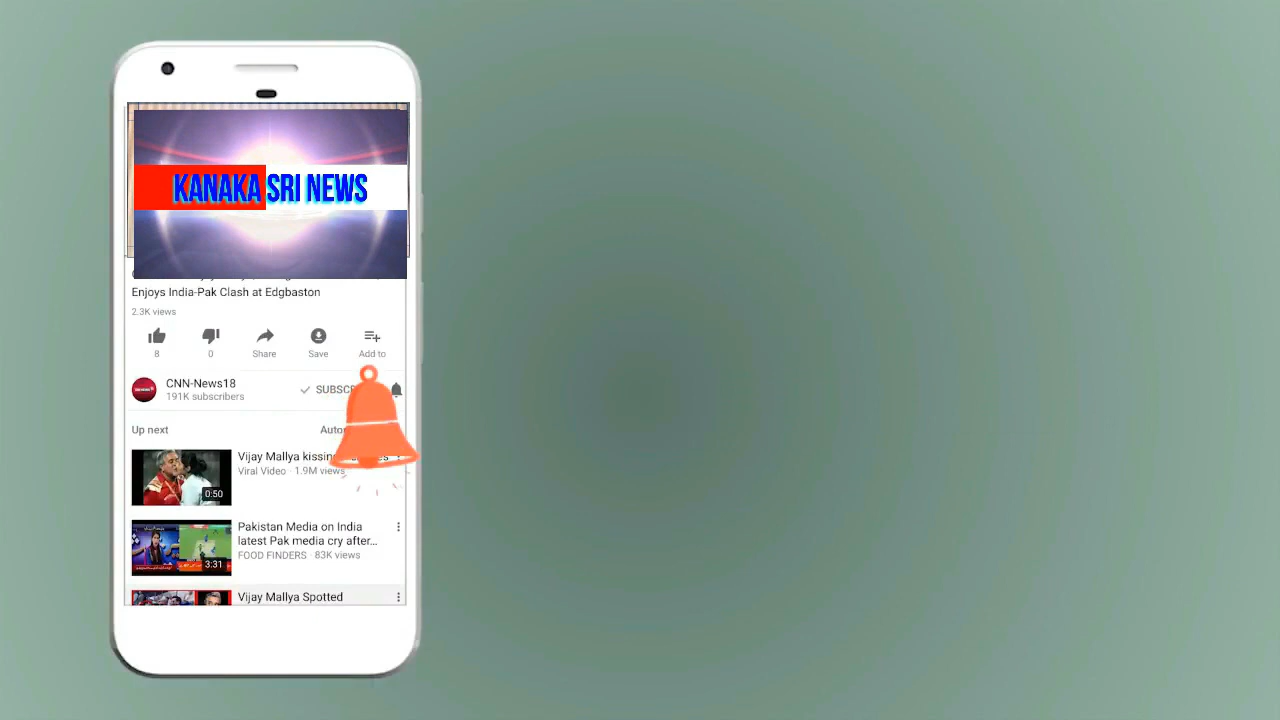 KANAKA SRI NEWS
Enjoys India-Pak Clash at Edgbaston
2.3K views
8 0 Share Save Add to
CNN-News18
191K subscribers
Up next
Vijay Mallya
Viral Video · 1.9M views
0:50
Pakistan Media on India
latest Pak media cry after...
FOOD FINDERS · 83K views
3:31
Vijay Mallya Spotted